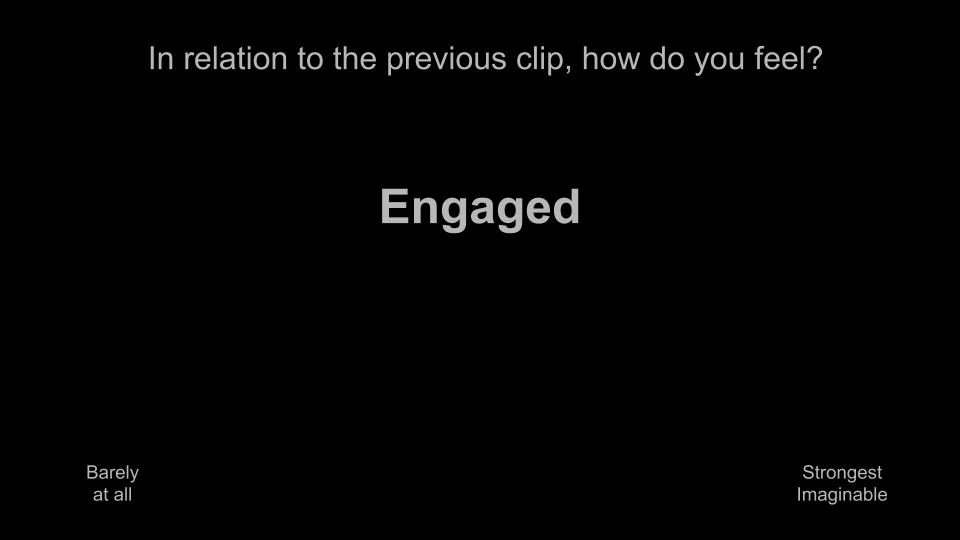 In relation to the previous clip, how do you feel?
Engaged
Barely
at all
Strongest
Imaginable